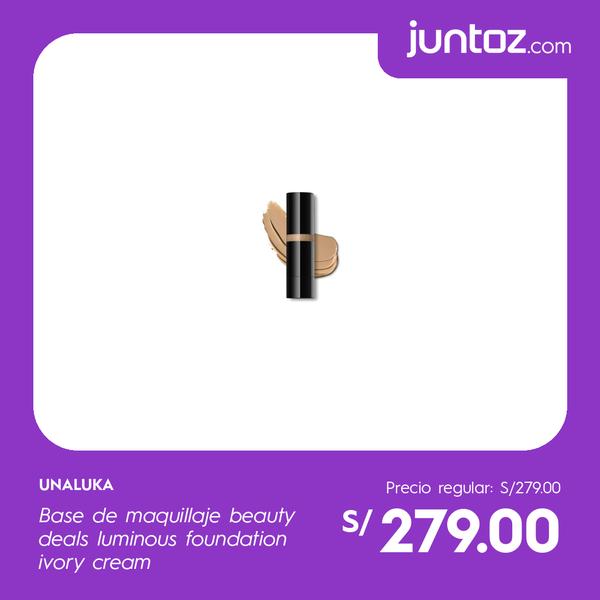 juntoz.com
UNALUKA
Base de maquillaje beauty
deals luminous foundation
ivory cream
Precio regular: S/279.00
S/ 279.00